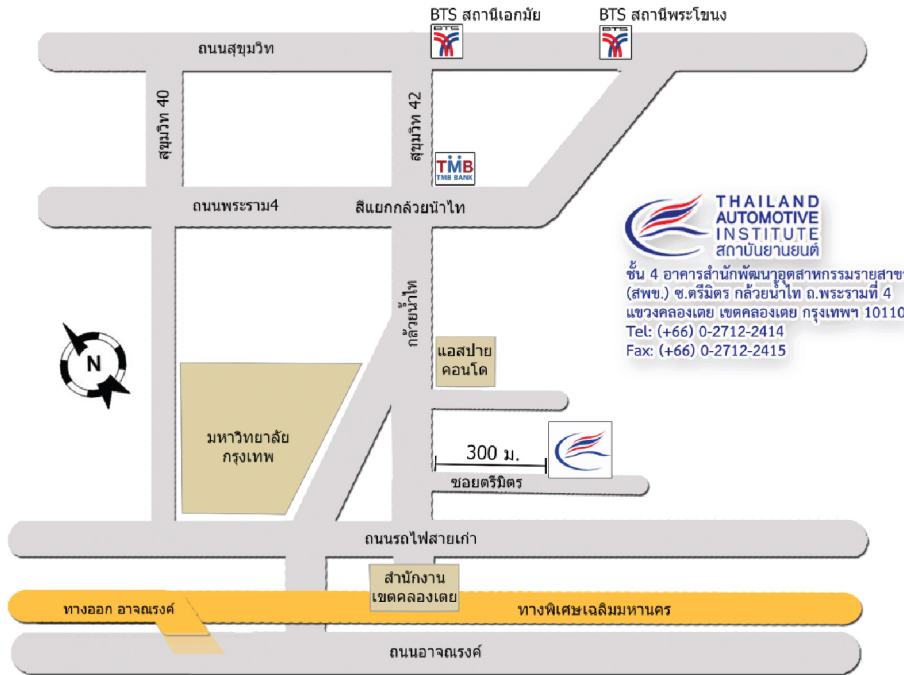 BTS สถานีเอกมัย
BTS สถานีพระโขนง
BTS
BTS
ถนนสุขุมวิท
สุขุมวิท 40
สุขุมวิท 42
TMB
TMB BANK
ถนนพระราม4
สี่แยกกล้วยน้ำไท
THAILAND
AUTOMOTIVE
INSTITUTE
สถาบันยานยนต์
ชั้น 4 อาคารสำนักพัฒนาอุตสาหกรรมรายสาขา
(สพข.) ซ.ตรีมิตร กล้วยน้ำไท ถ.พระรามที่ 4
แขวงคลองเตย เขตคลองเตย กรุงเทพฯ 10110
Tel: (+66) 0-2712-2414
Fax: (+66) 0-2712-2415
กล้วยน้ำไท
N
แอสปาย
คอนโด
มหาวิทยาลัย
กรุงเทพ
300 ม.
ซอยตรีมิตร
ถนนรถไฟสายเก่า
สำนักงาน
เขตคลองเตย
ทางออก อาจณรงค์
ทางพิเศษเฉลิมมหานคร
ถนนอาจณรงค์